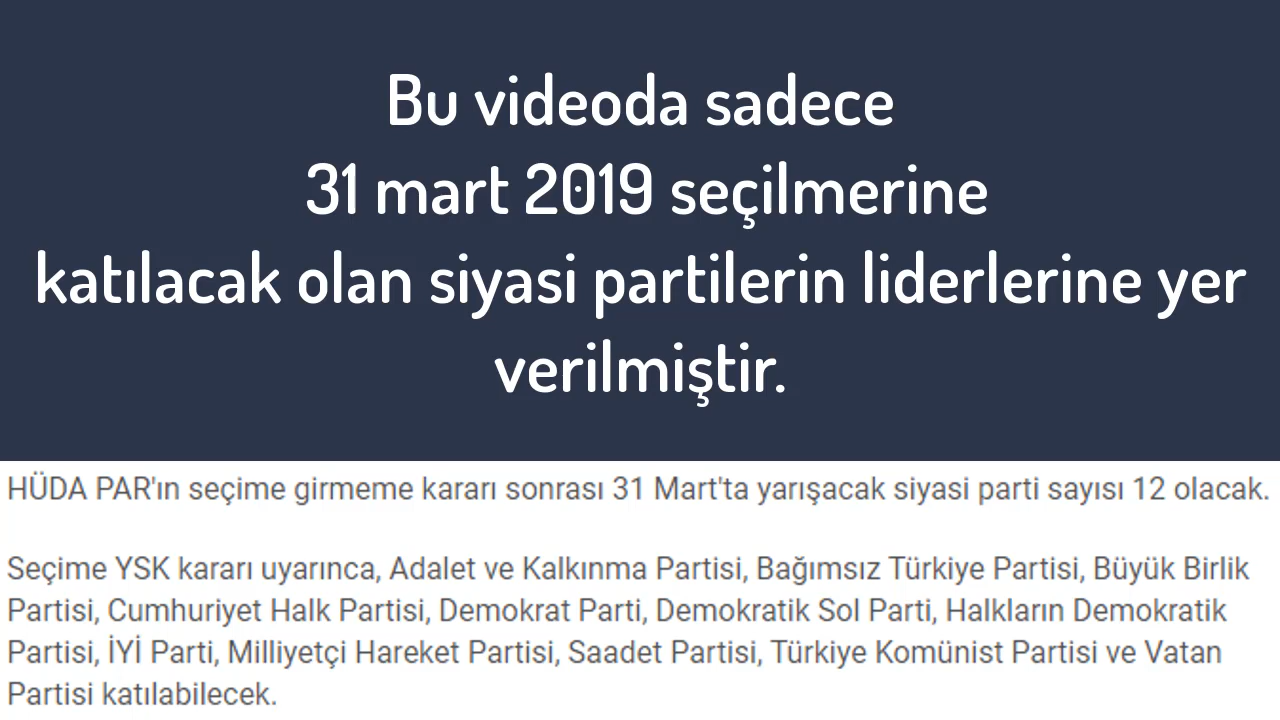 Bu videoda sadece
31 mart 2019 seçilmerine
katılacak olan siyasi partilerin liderlerine yer
verilmiştir.
HÜDA PAR'ın seçime girmeme kararı sonrası 31 Mart'ta yarışacak siyasi parti sayısı 12 olacak.
Seçime YSK kararı uyarınca, Adalet ve Kalkınma Partisi, Bağımsız Türkiye Partisi, Büyük Birlik
Partisi, Cumhuriyet Halk Partisi, Demokrat Parti, Demokratik Sol Parti, Halkların Demokratik
Partisi, İYİ Parti, Milliyetçi Hareket Partisi, Saadet Partisi, Türkiye Komünist Partisi ve Vatan
Partisi katılabilecek.